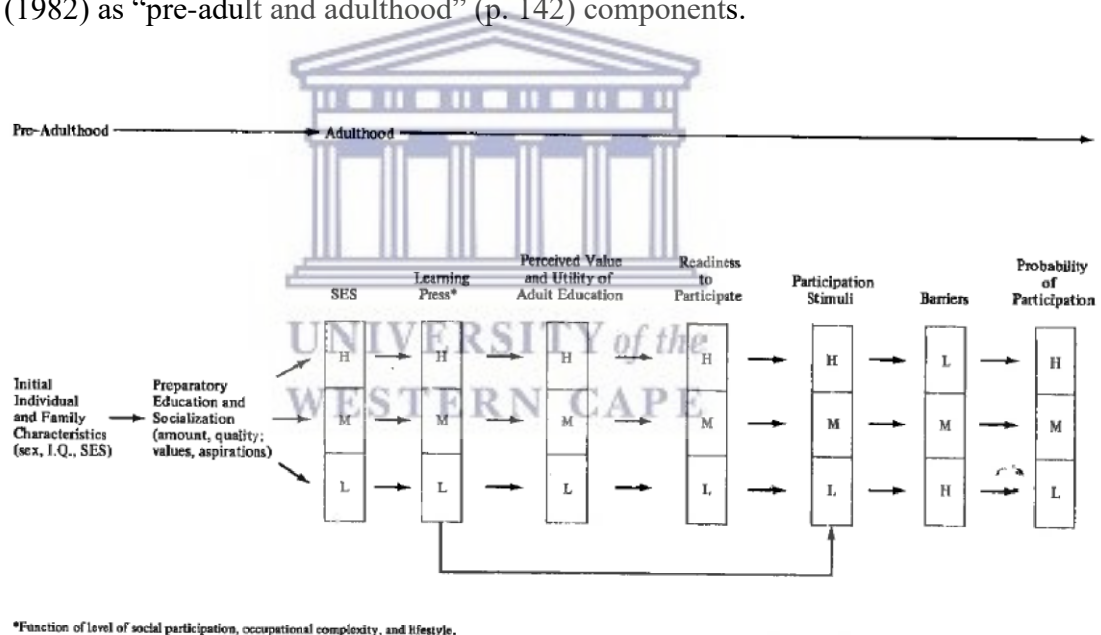 (1982) as “pre-adult and adulthood” (p. 142) components.
Pre-Adulthood
Adulthood
SES
Learning
Press*
Perceived Value
and Utility of
Adult Education
Readiness
to
Participate
Participation
Stimuli
Barriers
Probability
of
Participation
UNIVERSITY of the
WESTERN CAPE
Initial
Individual
and Family
Characteristics
(sex, I.Q., SES)
Preparatory
Education and
Socialization
(amount, quality;
values, aspirations)
H H H H H L H
M M M M M M M
L L L L L H L
*Function of level of social participation, occupational complexity, and lifestyle.